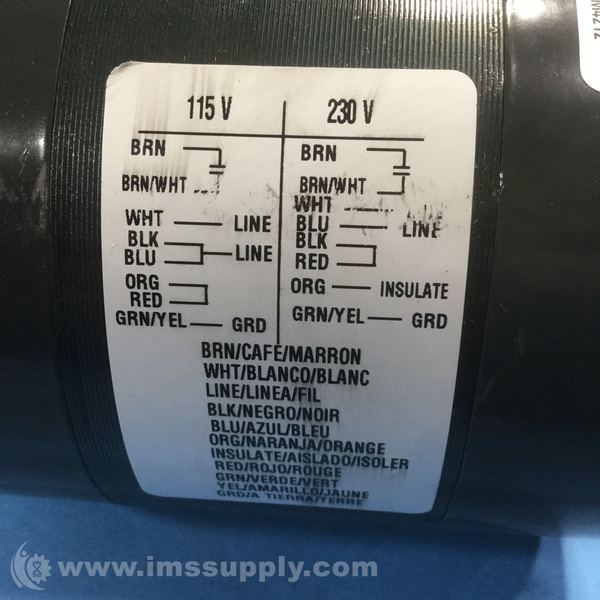 115 V
BRN
BRN/WHT
WHT LINE
BLK
BLU LINE
ORG
RED
GRN/YEL GRD
230 V
BRN
BRN/WHT
WHT
BLU LINE
BLK
RED
ORG INSULATE
GRN/YEL GRD
BRN/CAFE/MARRON
WHT/BLANCO/BLANC
LINE/LINEA/FIL
BLK/NEGRO/NOIR
BLU/AZUL/BLEU
ORG/NARANJA/ORANGE
INSULATE/AISLADO/ISOLER
RED/ROJO/ROUGE
GRN/VERDE/VERT
YEL/AMARILLO/JAUNE
GRD/A TIERRA/TERRE
www.imssupply.com